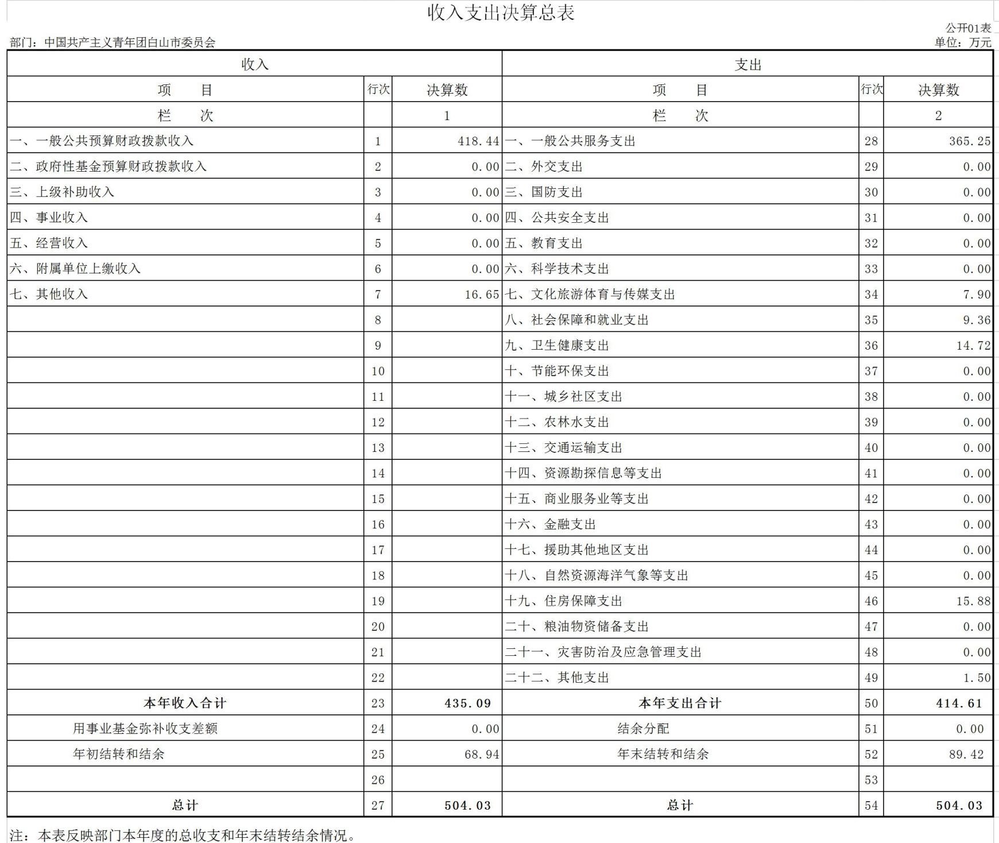 收入支出决算总表
公开01表
部门：中国共产主义青年团白山市委员会 单位：万元
收入 支出
项 目 行次 决算数 项 目 行次 决算数
栏 次 1 栏 次 2
一、一般公共预算财政拨款收入 1 418.44 一、一般公共服务支出 28 365.25
二、政府性基金预算财政拨款收入 2 0.00 二、外交支出 29 0.00
三、上级补助收入 3 0.00 三、国防支出 30 0.00
四、事业收入 4 0.00 四、公共安全支出 31 0.00
五、经营收入 5 0.00 五、教育支出 32 0.00
六、附属单位上缴收入 6 0.00 六、科学技术支出 33 0.00
七、其他收入 7 16.65 七、文化旅游体育与传媒支出 34 7.90
8 八、社会保障和就业支出 35 9.36
9 九、卫生健康支出 36 14.72
10 十、节能环保支出 37 0.00
11 十一、城乡社区支出 38 0.00
12 十二、农林水支出 39 0.00
13 十三、交通运输支出 40 0.00
14 十四、资源勘探信息等支出 41 0.00
15 十五、商业服务业等支出 42 0.00
16 十六、金融支出 43 0.00
17 十七、援助其他地区支出 44 0.00
18 十八、自然资源海洋气象等支出 45 0.00
19 十九、住房保障支出 46 15.88
20 二十、粮油物资储备支出 47 0.00
21 二十一、灾害防治及应急管理支出 48 0.00
22 二十二、其他支出 49 1.50
本年收入合计 23 435.09 本年支出合计 50 414.61
用事业基金弥补收支差额 24 0.00 结余分配 51 0.00
年初结转和结余 25 68.94 年末结转和结余 52 89.42
26 53
总计 27 504.03 总计 54 504.03
注：本表反映部门本年度的总收支和年末结转结余情况。